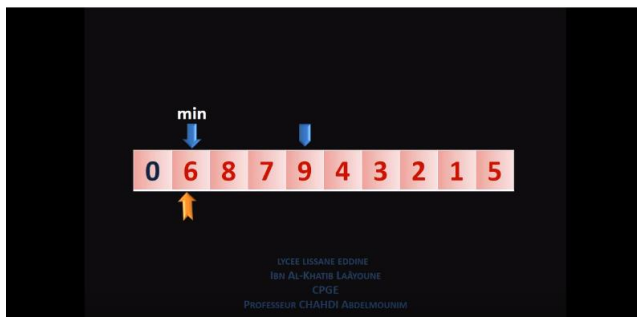 min
0 6 8 7 9 4 3 2 1 5
LYCEE LISSANE EDDINE
IBN AL-KHATIB LAÂYOUNE
CPGE
PROFESSEUR CHAHDI ABDELMOUNIM